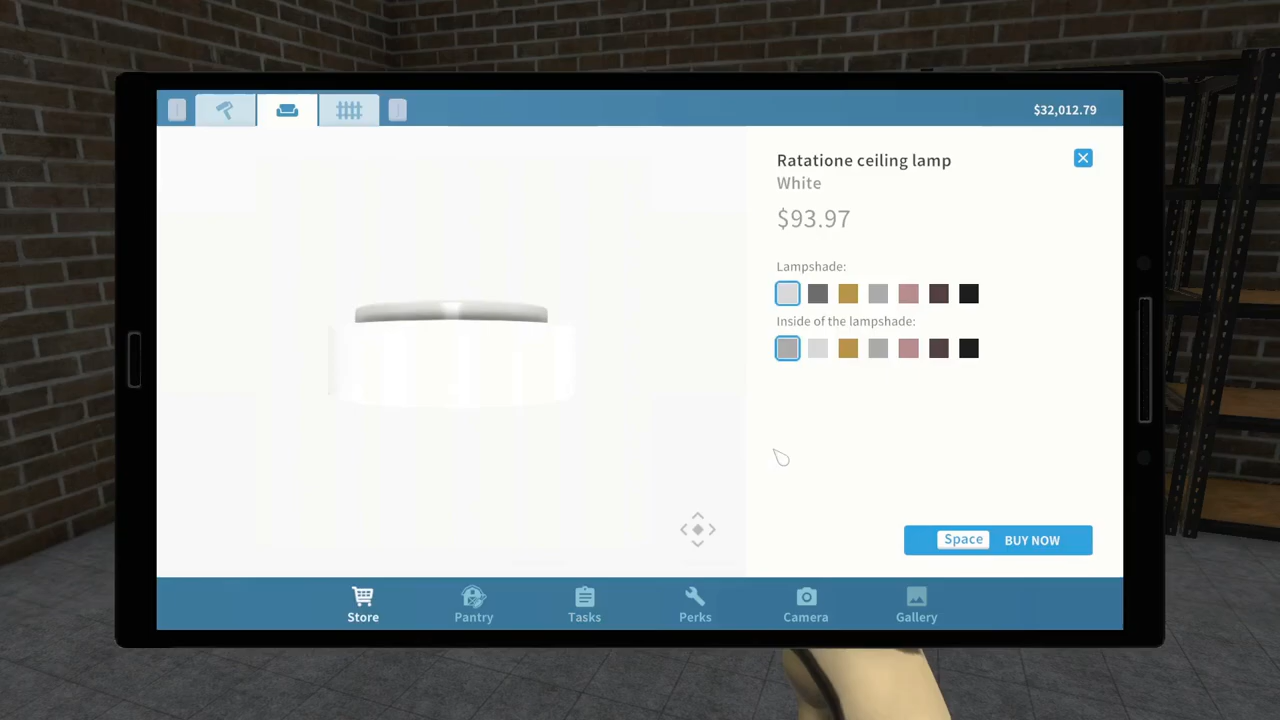 $32,012.79
Ratatione ceiling lamp
White
$93.97
Lampshade:
Inside of the lampshade:
Space BUY NOW
Store Pantry Tasks Perks Camera Gallery